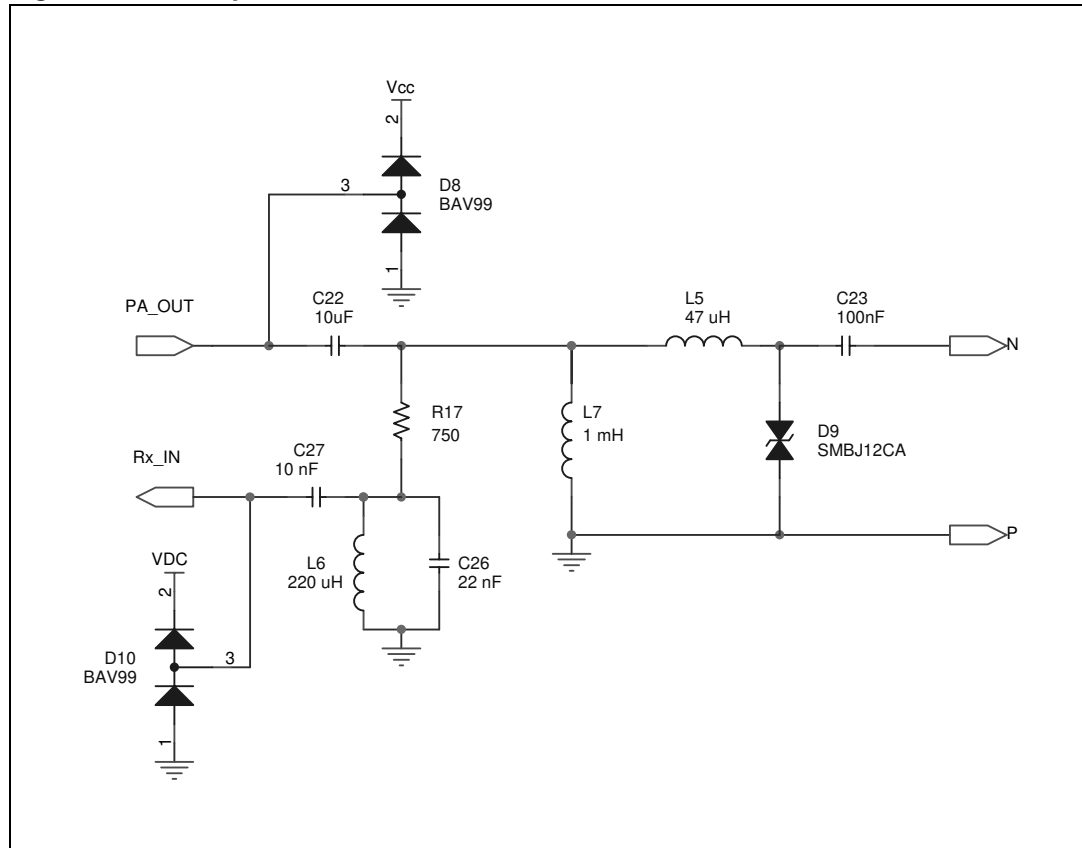 Vcc
2
3
D8
BAV99
1
PA_OUT
C22
10uF
L5
47 uH
C23
100nF
N
R17
750
L7
1 mH
D9
SMBJ12CA
Rx_IN
C27
10 nF
P
VDC
2
L6
220 uH
C26
22 nF
D10
BAV99
3
1